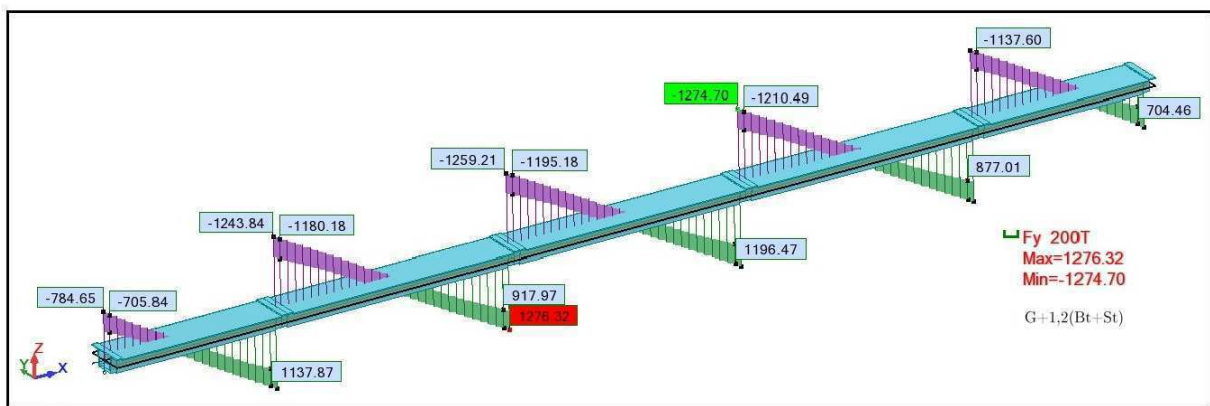 -1137.60
-1274.70 -1210.49
704.46
-1259.21 -1195.18
877.01
-1243.84 -1180.18
1196.47
Fy 200T
Max=1276.32
Min=-1274.70
-784.65 -705.84
917.97
1276.32
G+1,2(Bt+St)
1137.87
Z
Y X